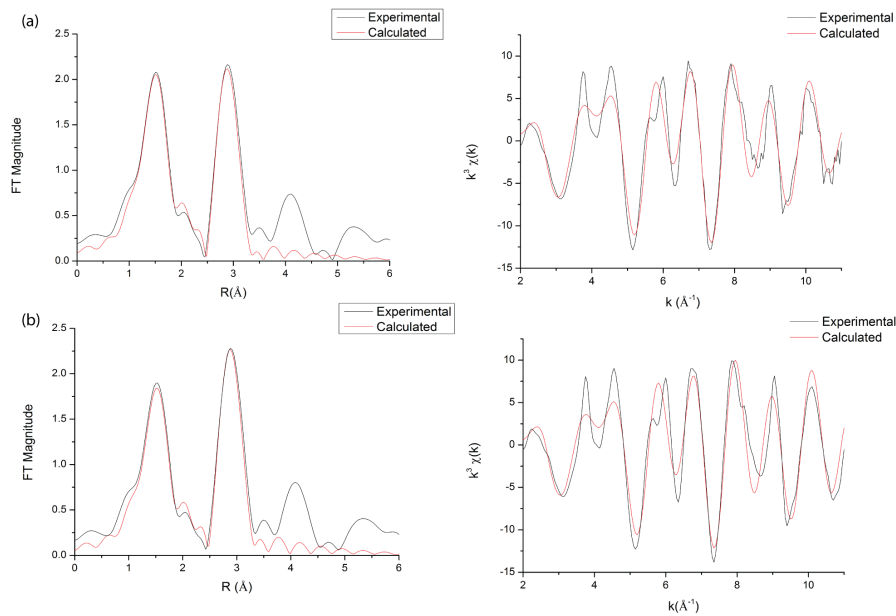 (a)
Experimental
Calculated
FT Magnitude
2.5
2.0
1.5
1.0
0.5
0.0
0 1 2 3 4 5 6
R(Å)
Experimental
Calculated
k³ χ(k)
15
10
5
0
-5
-10
-15
2 4 6 8 10
k (Å⁻¹)
(b)
Experimental
Calculated
FT Magnitude
2.5
2.0
1.5
1.0
0.5
0.0
0 1 2 3 4 5 6
R (Å)
Experimental
Calculated
k³ χ(k)
15
10
5
0
-5
-10
-15
2 4 6 8 10
k(Å⁻¹)